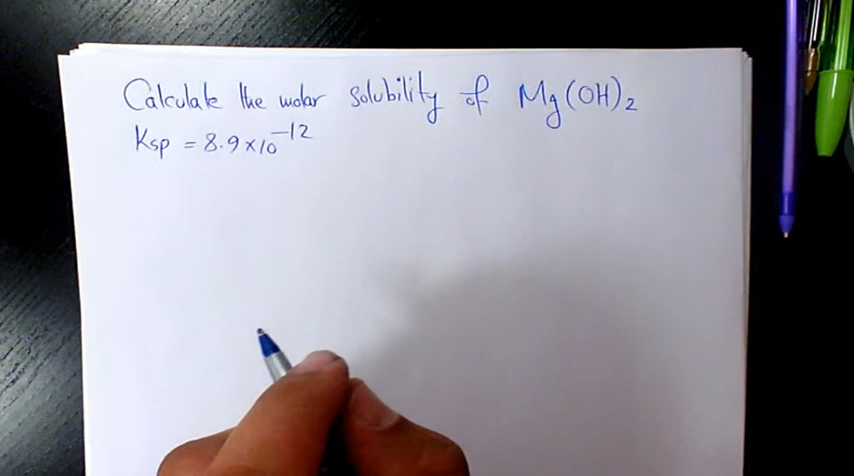 Calculate the molar solubility of Mg(OH)₂
Ksp = 8.9×10⁻¹²